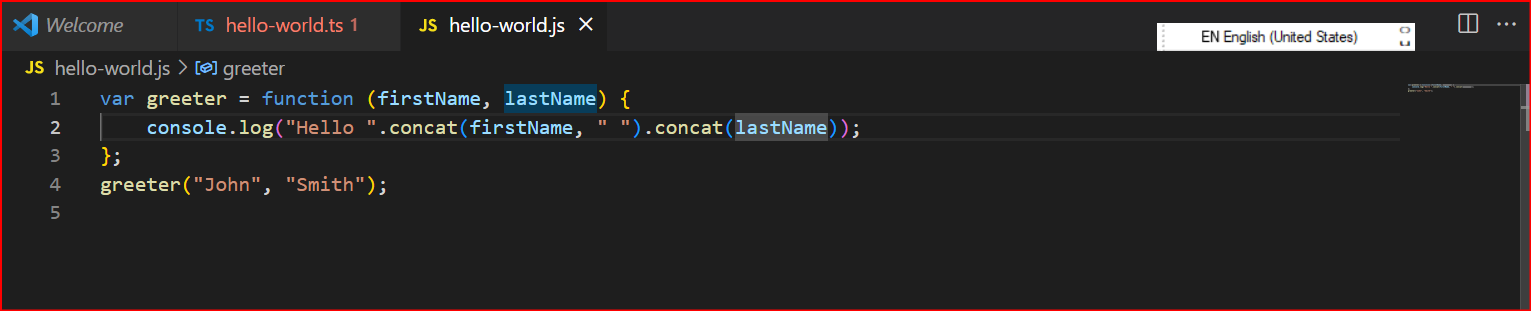 Welcome TS hello-world.ts 1 JS hello-world.js
EN English (United States)
JS hello-world.js > greeter
1 var greeter = function (firstName, lastName) {
2 console.log("Hello ".concat(firstName, " ").concat(lastName));
3 };
4 greeter("John", "Smith");
5